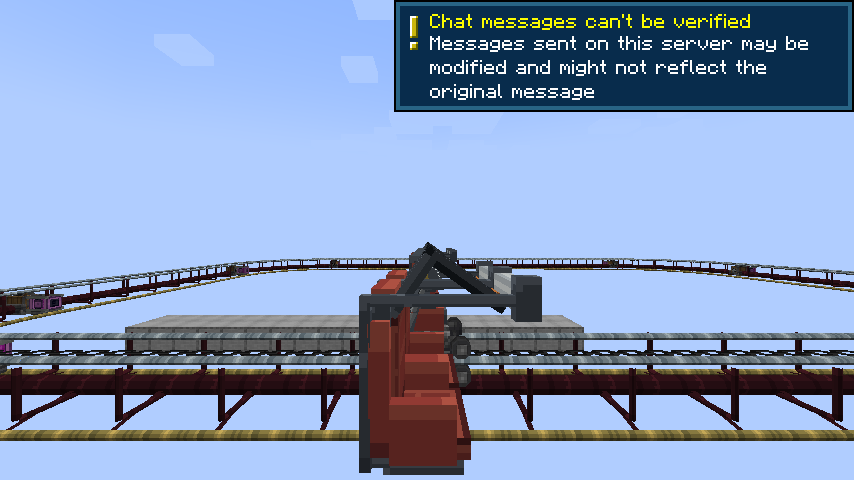 Chat messages can't be verified
Messages sent on this server may be
modified and might not reflect the
original message